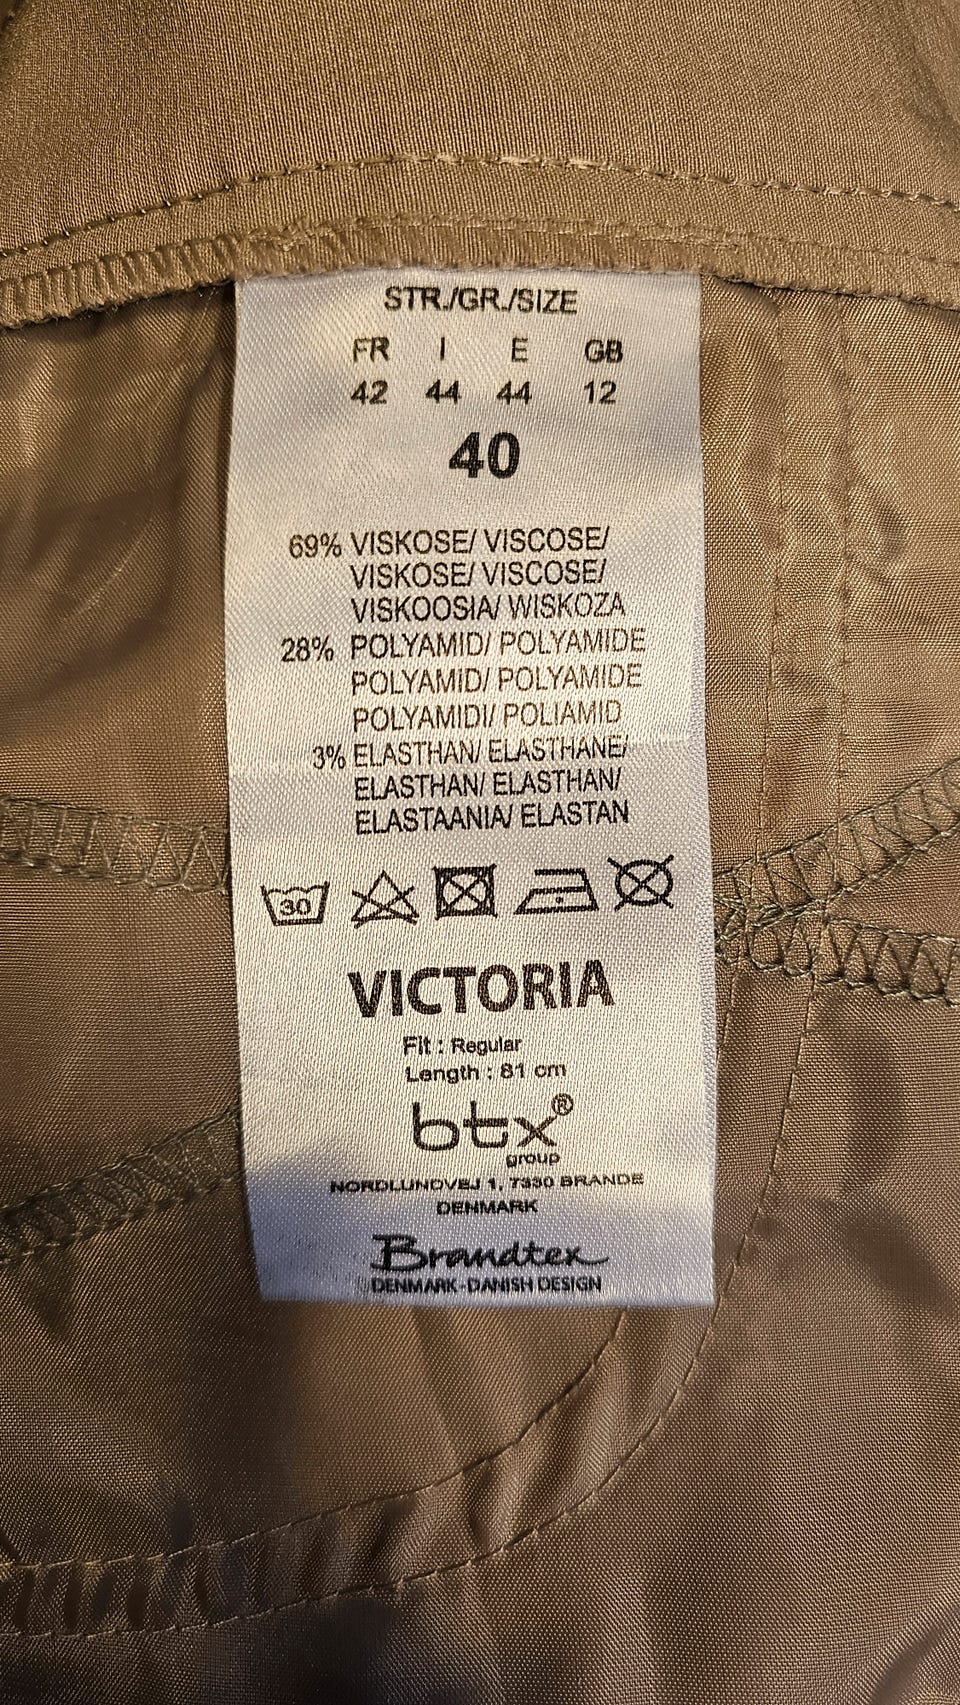 STR./GR./SIZE
FR I E GB
42 44 44 12
40
69% VISKOSE/ VISCOSE/
VISKOSE/ VISCOSE/
VISKOOSIA/ WISKOZA
28% POLYAMID/ POLYAMIDE
POLYAMID/ POLYAMIDE
POLYAMIDI/ POLIAMID
3% ELASTHAN/ ELASTHANE/
ELASTHAN/ ELASTHAN/
ELASTAANIA/ ELASTAN
30
VICTORIA
Fit : Regular
Length : 81 cm
btx®
group
NORDLUNDVEJ 1, 7330 BRANDE
DENMARK
Brandtex
DENMARK-DANISH DESIGN